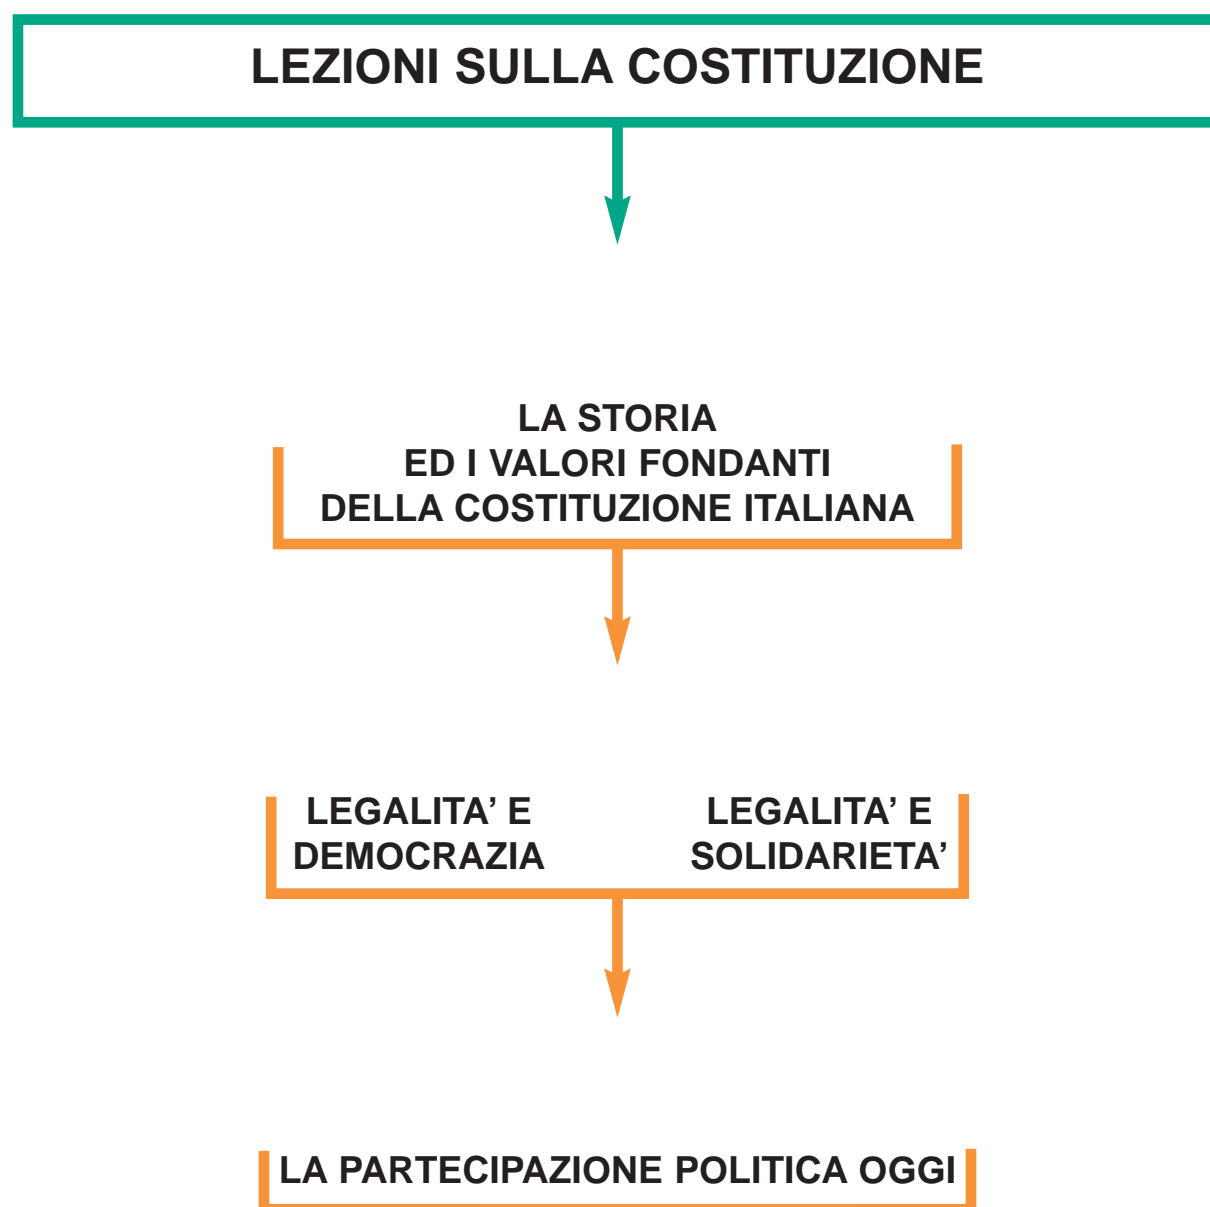 LEZIONI SULLA COSTITUZIONE
LA STORIA
ED I VALORI FONDANTI
DELLA COSTITUZIONE ITALIANA
LEGALITA’ E
DEMOCRAZIA
LEGALITA’ E
SOLIDARIETA’
LA PARTECIPAZIONE POLITICA OGGI